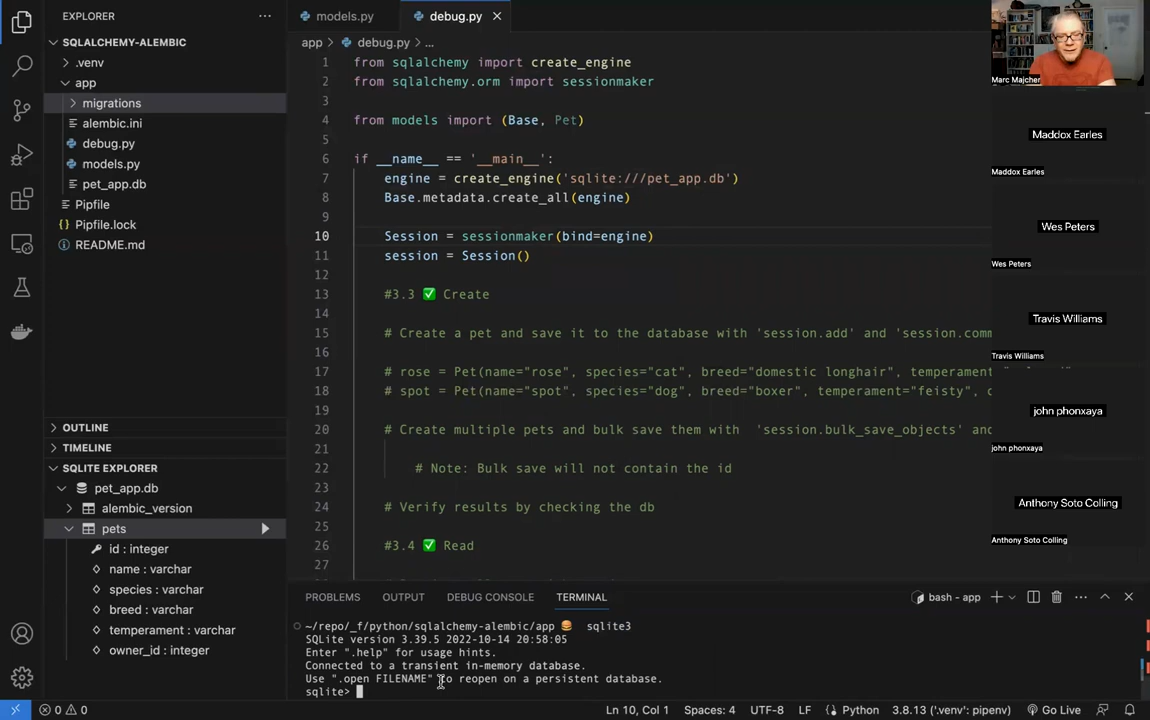 EXPLORER
SQLALCHEMY-ALEMBIC
.venv
app
migrations
alembic.ini
debug.py
models.py
pet_app.db
Pipfile
Pipfile.lock
README.md
OUTLINE
TIMELINE
SQLITE EXPLORER
pet_app.db
alembic_version
pets
id : integer
name : varchar
species : varchar
breed : varchar
temperament : varchar
owner_id : integer
models.py
debug.py
app > debug.py > ...
1 from sqlalchemy import create_engine
2 from sqlalchemy.orm import sessionmaker
3
4 from models import (Base, Pet)
5
6 if __name__ == '__main__':
7 engine = create_engine('sqlite:///pet_app.db')
8 Base.metadata.create_all(engine)
9
10 Session = sessionmaker(bind=engine)
11 session = Session()
12
13 #3.3 ✅ Create
14
15 # Create a pet and save it to the database with 'session.add' and 'session.comm
16
17 # rose = Pet(name="rose", species="cat", breed="domestic longhair", temperament
18 # spot = Pet(name="spot", species="dog", breed="boxer", temperament="feisty", o
19
20 # Create multiple pets and bulk save them with 'session.bulk_save_objects' and
21
22 # Note: Bulk save will not contain the id
23
24 # Verify results by checking the db
25
26 #3.4 ✅ Read
27
PROBLEMS OUTPUT DEBUG CONSOLE TERMINAL
bash - app
~/repo/_f/python/sqlalchemy-alembic/app 🍔 sqlite3
SQLite version 3.39.5 2022-10-14 20:58:05
Enter ".help" for usage hints.
Connected to a transient in-memory database.
Use ".open FILENAME" to reopen on a persistent database.
sqlite>
Marc Majcher
Maddox Earles
Maddox Earles
Wes Peters
Wes Peters
Travis Williams
Travis Williams
john phonxaya
john phonxaya
Anthony Soto Colling
Anthony Soto Colling
0 0
Ln 10, Col 1 Spaces: 4 UTF-8 LF Python 3.8.13 ('.venv': pipenv) Go Live